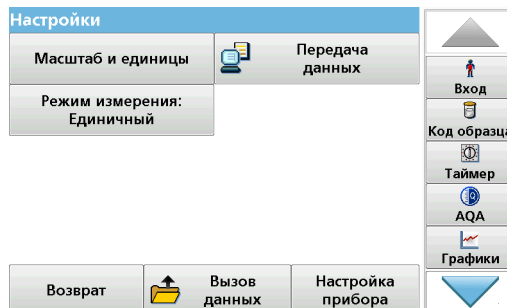 Настройки
Масштаб и единицы
Передача
данных
Режим измерения:
Единичный
Вход
Код образца
Таймер
AQA
Графики
Возврат
Вызов
данных
Настройка
прибора